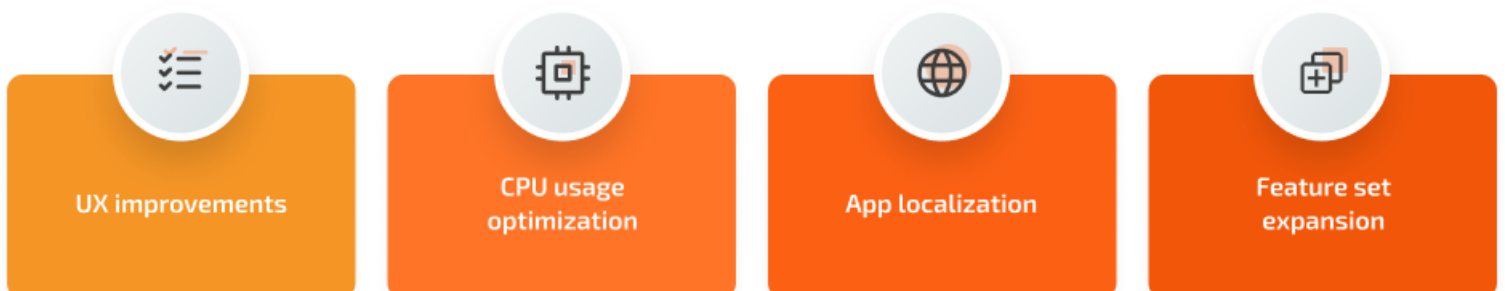 UX improvements
CPU usage
optimization
App localization
Feature set
expansion